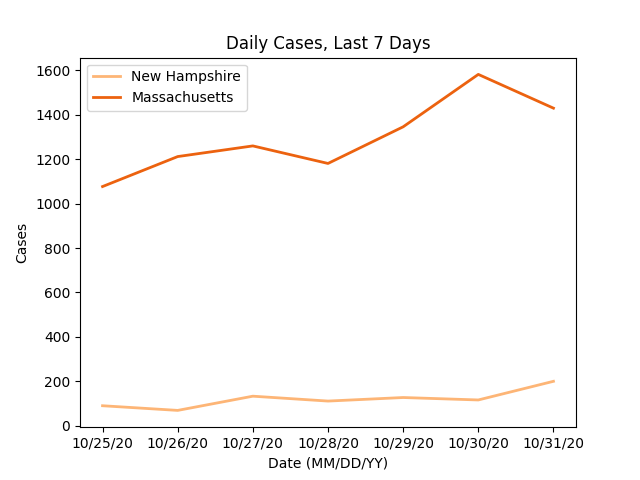 Daily Cases, Last 7 Days
New Hampshire
Massachusetts
1600
1400
1200
1000
800
600
400
200
0
Cases
10/25/20 10/26/20 10/27/20 10/28/20 10/29/20 10/30/20 10/31/20
Date (MM/DD/YY)